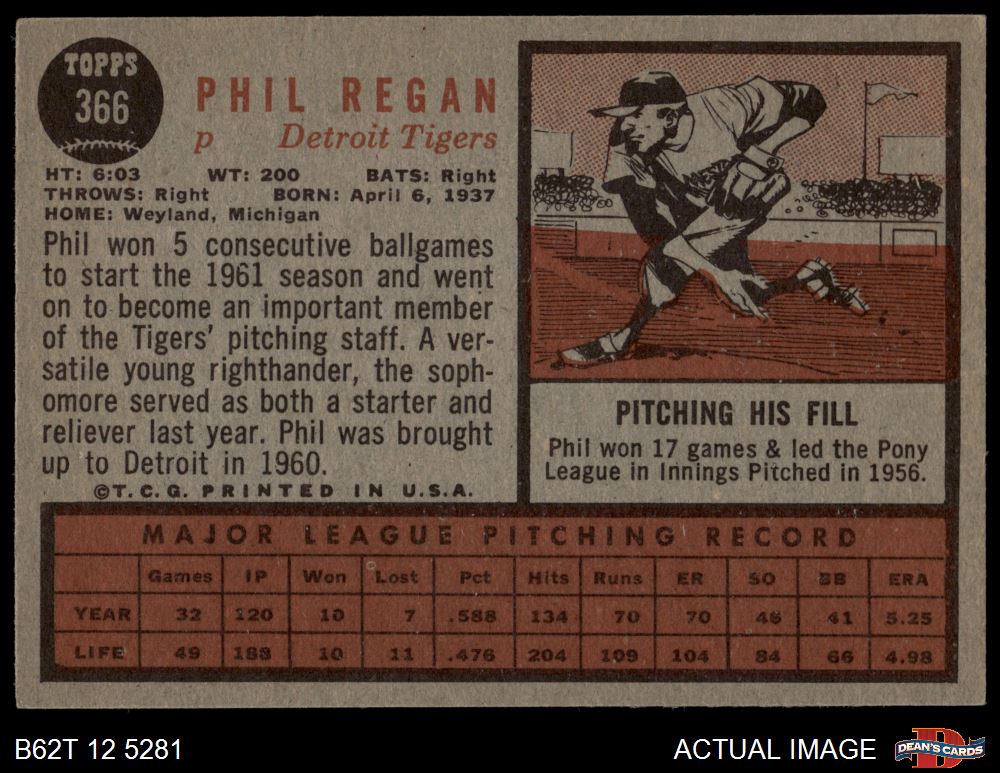 TOPPS
366
PHIL REGAN
p Detroit Tigers
HT: 6:03 WT: 200 BATS: Right
THROWS: Right BORN: April 6, 1937
HOME: Weyland, Michigan
Phil won 5 consecutive ballgames
to start the 1961 season and went
on to become an important member
of the Tigers' pitching staff. A ver-
satile young righthander, the soph-
omore served as both a starter and
reliever last year. Phil was brought
up to Detroit in 1960.
©T.C.G. PRINTED IN U.S.A.
PITCHING HIS FILL
Phil won 17 games & led the Pony
League in Innings Pitched in 1956.
MAJOR LEAGUE PITCHING RECORD
Games IP Won Lost Pct Hits Runs ER SO BB ERA
YEAR 32 120 10 7 .588 134 70 70 46 41 5.25
LIFE 49 188 10 11 .476 204 109 104 84 66 4.98
B62T 12 5281
ACTUAL IMAGE
D
DEAN'S CARDS